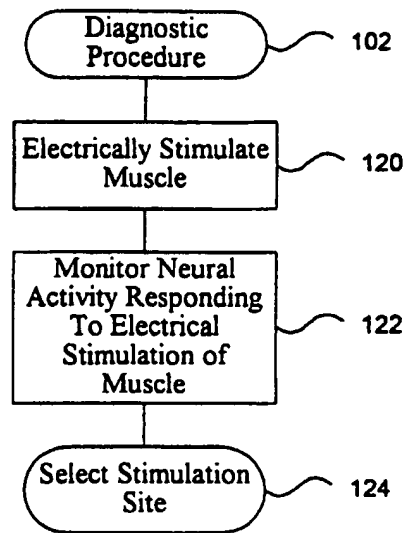 Diagnostic
Procedure
102
Electrically Stimulate
Muscle
120
Monitor Neural
Activity Responding
To Electrical
Stimulation of
Muscle
122
Select Stimulation
Site
124